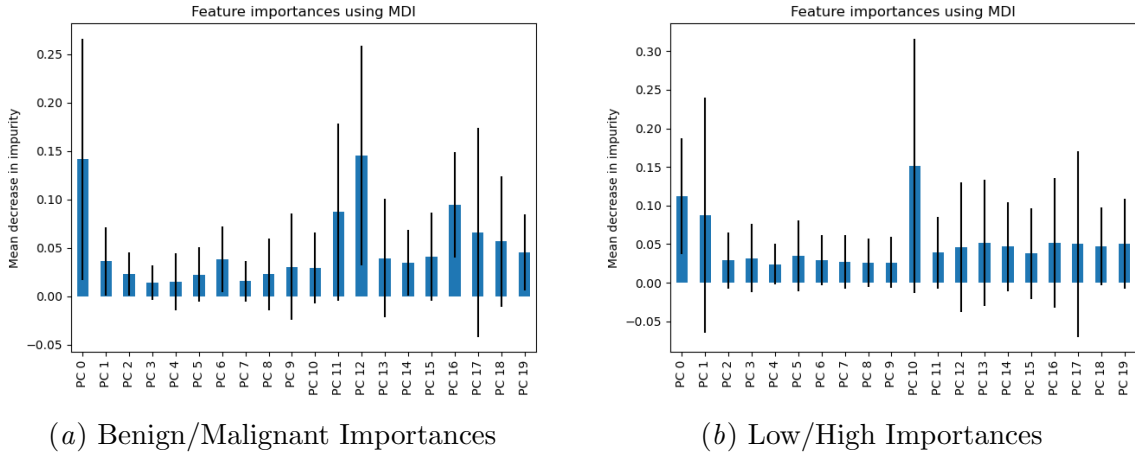 Feature importances using MDI
Mean decrease in impurity
0.25
0.20
0.15
0.10
0.05
0.00
−0.05
PC 0
PC 1
PC 2
PC 3
PC 4
PC 5
PC 6
PC 7
PC 8
PC 9
PC 10
PC 11
PC 12
PC 13
PC 14
PC 15
PC 16
PC 17
PC 18
PC 19
(a) Benign/Malignant Importances
Feature importances using MDI
Mean decrease in impurity
0.30
0.25
0.20
0.15
0.10
0.05
0.00
−0.05
PC 0
PC 1
PC 2
PC 3
PC 4
PC 5
PC 6
PC 7
PC 8
PC 9
PC 10
PC 11
PC 12
PC 13
PC 14
PC 15
PC 16
PC 17
PC 18
PC 19
(b) Low/High Importances